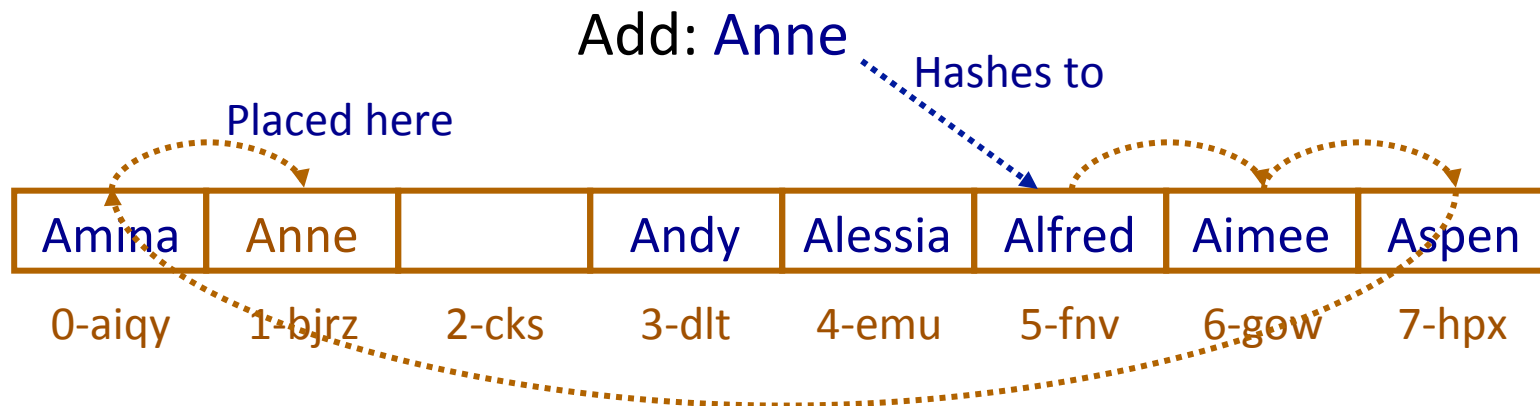 Add: Anne
Hashes to
Placed here
Amina Anne Andy Alessia Alfred Aimee Aspen
0-aiqy 1-bjrz 2-cks 3-dlt 4-emu 5-fnv 6-gow 7-hpx